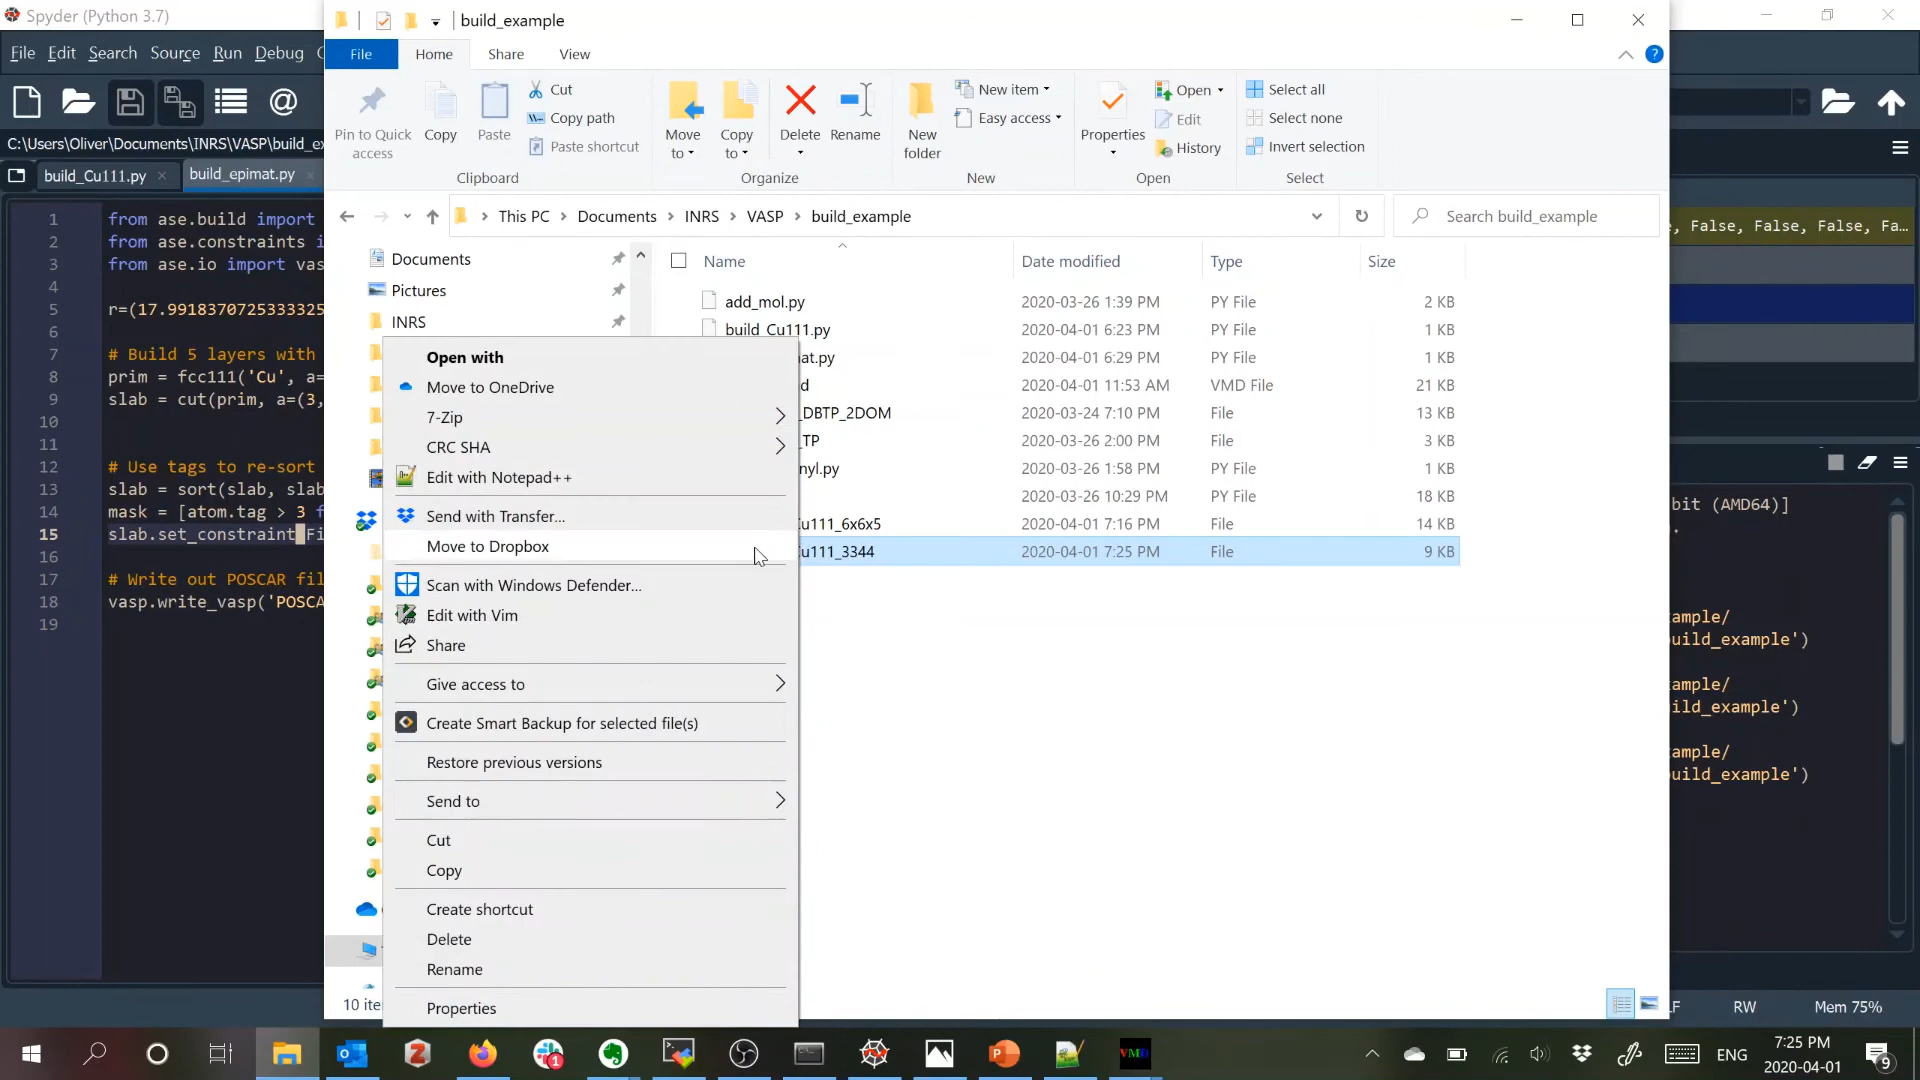 Spyder (Python 3.7)
File Edit Search Source Run Debug
C:\Users\Oliver\Documents\INRS\VASP\build_ex
build_Cu111.py
build_epimat.py
1 from ase.build import
2 from ase.constraints i
3 from ase.io import vas
4
5 r=(17.99183707253333325
6
7 # Build 5 layers with
8 prim = fcc111('Cu', a=
9 slab = cut(prim, a=(3,
10
11
12 # Use tags to re-sort
13 slab = sort(slab, slab
14 mask = [atom.tag > 3 f
15 slab.set_constraint(Fi
16
17 # Write out POSCAR fil
18 vasp.write_vasp('POSCA
19
build_example
File Home Share View
Pin to Quick access
Copy
Paste
Cut
Copy path
Paste shortcut
Clipboard
Move to
Copy to
Delete
Rename
Organize
New folder
New item
Easy access
New
Properties
Open
Edit
History
Open
Select all
Select none
Invert selection
Select
This PC > Documents > INRS > VASP > build_example
Search build_example
Documents
Pictures
INRS
Name Date modified Type Size
add_mol.py 2020-03-26 1:39 PM PY File 2 KB
build_Cu111.py 2020-04-01 6:23 PM PY File 1 KB
at.py 2020-04-01 6:29 PM PY File 1 KB
d 2020-04-01 11:53 AM VMD File 21 KB
_DBTP_2DOM 2020-03-24 7:10 PM File 13 KB
_TP 2020-03-26 2:00 PM File 3 KB
nyl.py 2020-03-26 1:58 PM PY File 1 KB
2020-03-26 10:29 PM PY File 18 KB
u111_6x6x5 2020-04-01 7:16 PM File 14 KB
u111_3344 2020-04-01 7:25 PM File 9 KB
Open with
Move to OneDrive
7-Zip
CRC SHA
Edit with Notepad++
Send with Transfer...
Move to Dropbox
Scan with Windows Defender...
Edit with Vim
Share
Give access to
Create Smart Backup for selected file(s)
Restore previous versions
Send to
Cut
Copy
Create shortcut
Delete
Rename
Properties
10 ite
, False, False, False, Fa...
bit (AMD64)]
ample/
uild_example')
ample/
ild_example')
ample/
uild_example')
LF RW Mem 75%
VMD
ENG
7:25 PM
2020-04-01
9
1